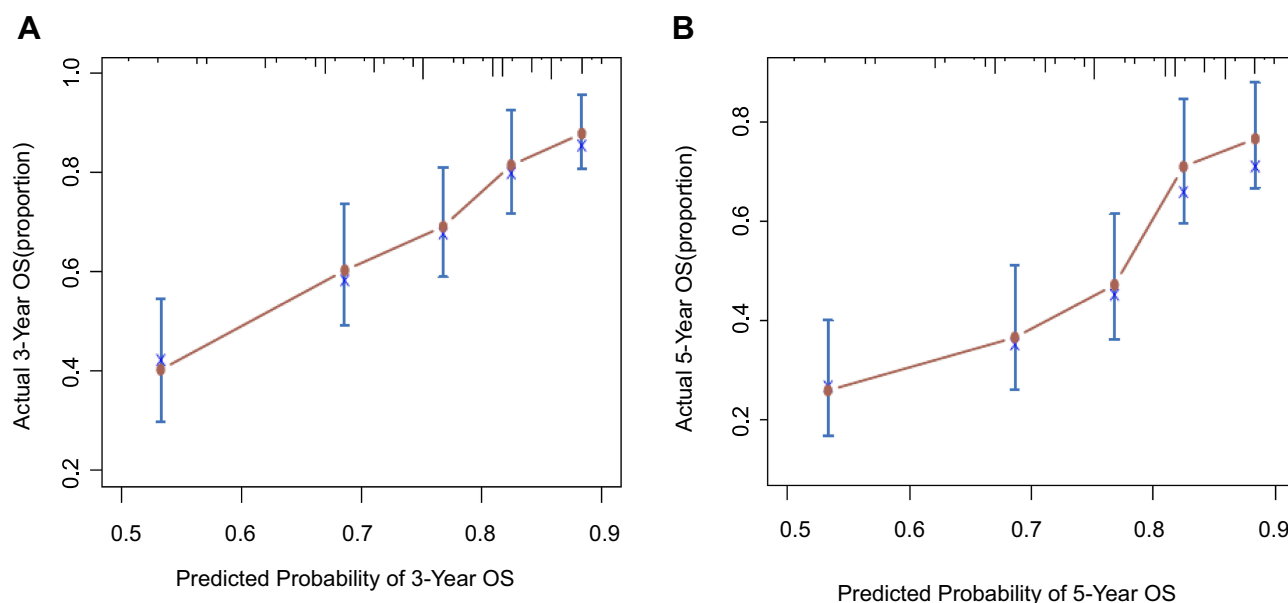 A
B
Actual 3-Year OS(proportion)
1.0
0.8
0.6
0.4
0.2
0.5 0.6 0.7 0.8 0.9
Predicted Probability of 3-Year OS
Actual 5-Year OS(proportion)
0.8
0.6
0.4
0.2
0.5 0.6 0.7 0.8 0.9
Predicted Probability of 5-Year OS